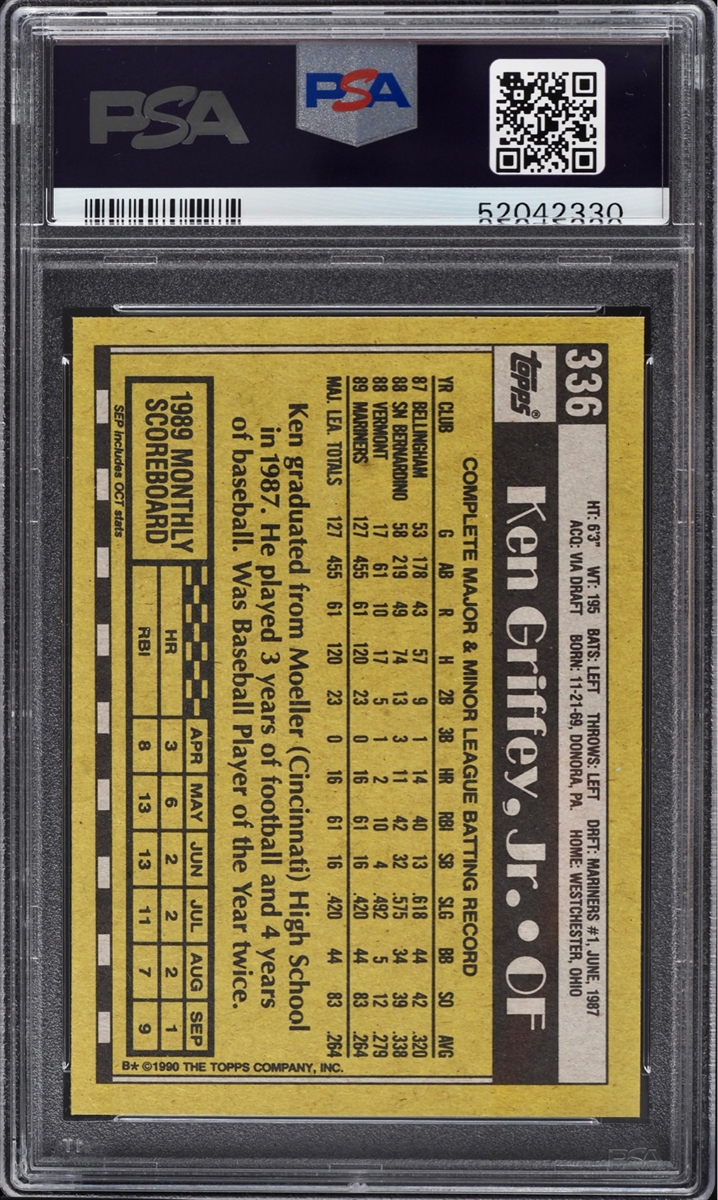 PSA
PSA
52042330
336
topps®
HT: 6'3" WT: 195 BATS: LEFT THROWS: LEFT DRFT: MARINERS #1, JUNE, 1987
ACQ: VIA DRAFT BORN: 11-21-69, DONORA, PA. HOME: WESTCHESTER, OHIO
Ken Griffey, Jr. • OF
COMPLETE MAJOR & MINOR LEAGUE BATTING RECORD
YR CLUB G AB R H 2B 3B HR RBI SB SLG BB SO AVG
87 BELLINGHAM 53 178 43 57 9 1 14 40 13 .618 44 42 .320
88 SN BERNARDINO 58 219 49 74 13 3 11 42 32 .575 34 39 .338
88 VERMONT 17 61 10 17 5 1 2 10 4 .492 5 12 .279
89 MARINERS 127 455 61 120 23 0 16 61 16 .420 44 83 .264
MAJ. LEA. TOTALS 127 455 61 120 23 0 16 61 16 .420 44 83 .264
Ken graduated from Moeller (Cincinnati) High School
in 1987. He played 3 years of football and 4 years
of baseball. Was Baseball Player of the Year twice.
1989 MONTHLY
SCOREBOARD
APR MAY JUN JUL AUG SEP
HR 3 6 2 2 2 1
RBI 8 13 13 11 7 9
SEP includes OCT stats
B* ©1990 THE TOPPS COMPANY, INC.
PSA